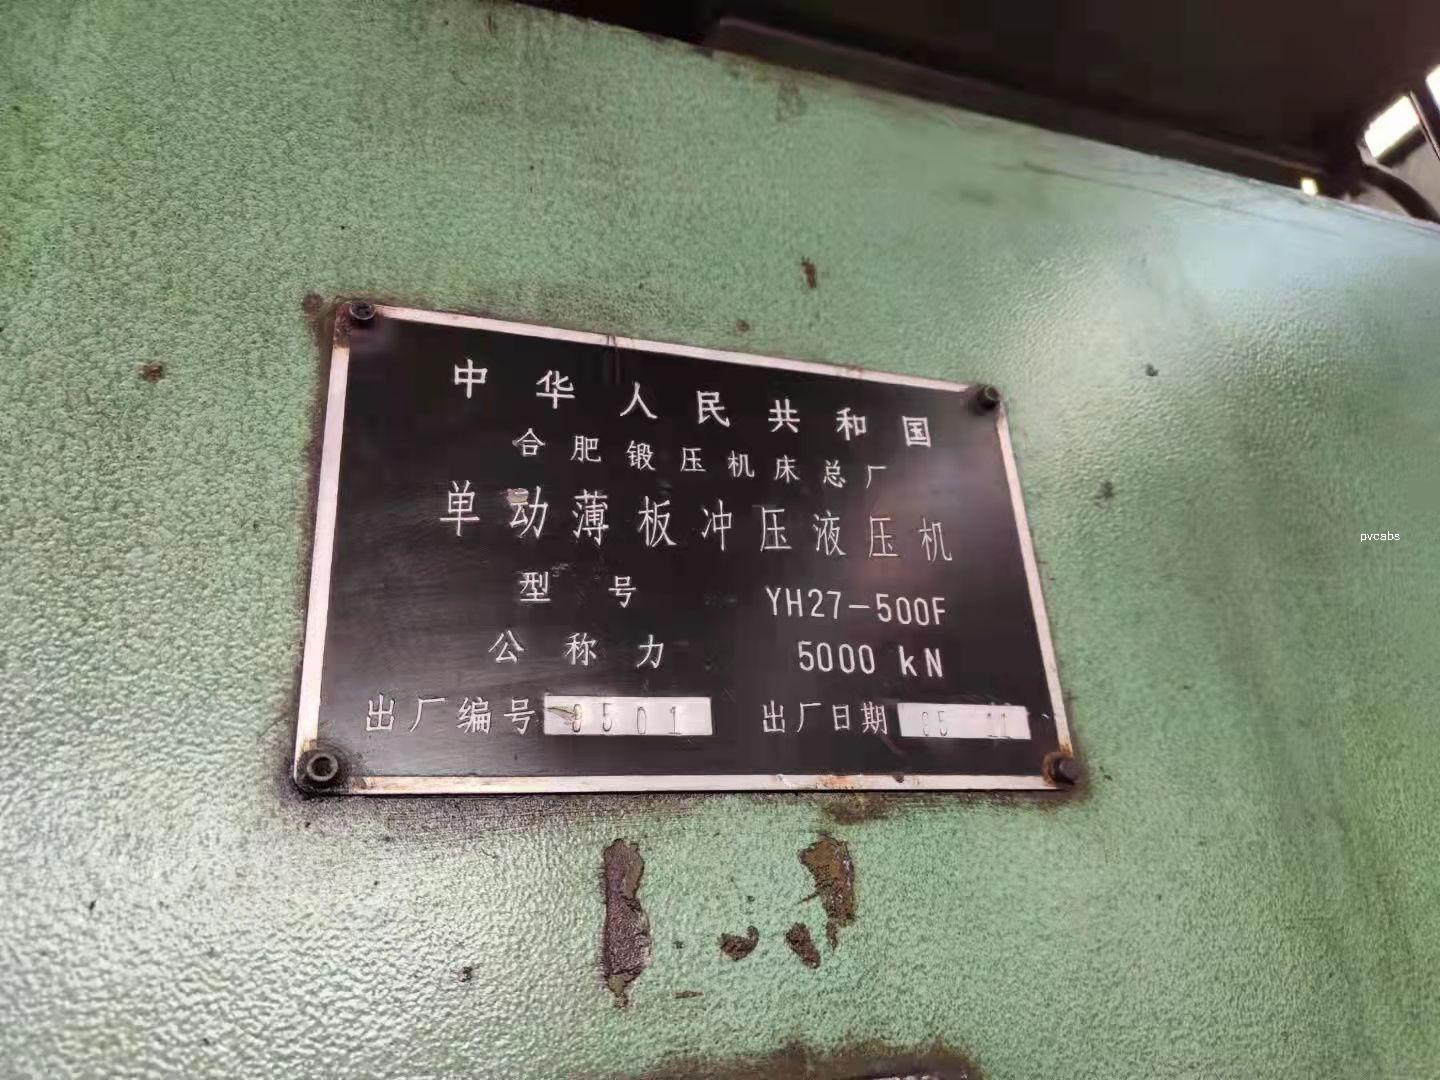 中华人民共和国
合肥锻压机床总厂
单动薄板冲压液压机
型号 YH27-500F
公称力 5000 kN
出厂编号 9501 出厂日期 11
pvcabs